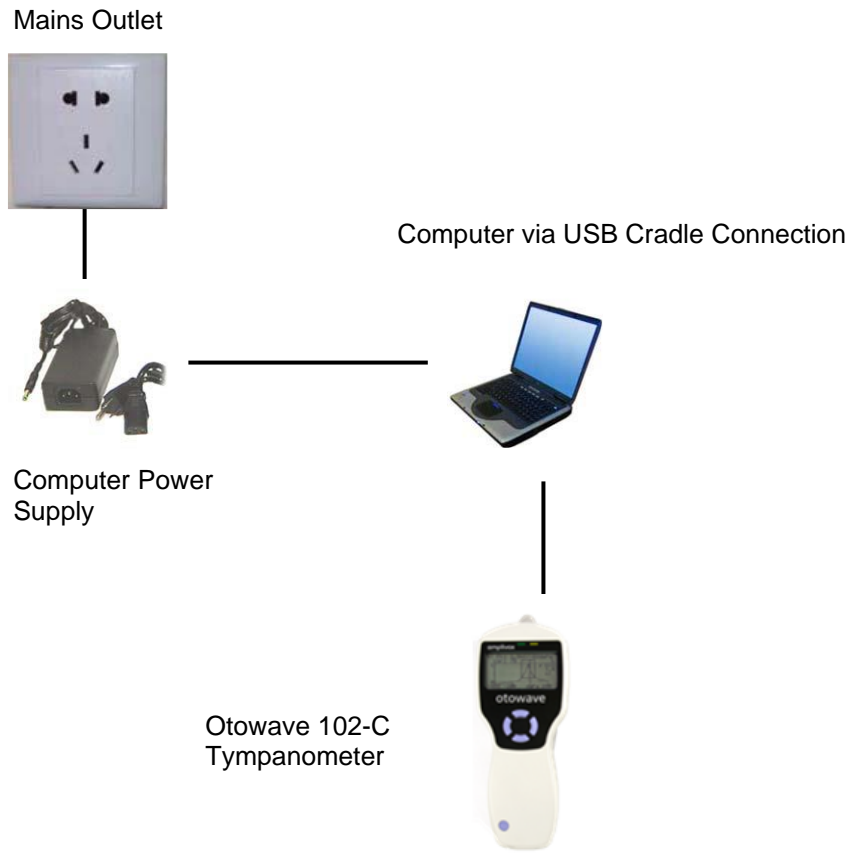 Mains Outlet
Computer via USB Cradle Connection
Computer Power
Supply
amplivox
otowave
Otowave 102-C
Tympanometer